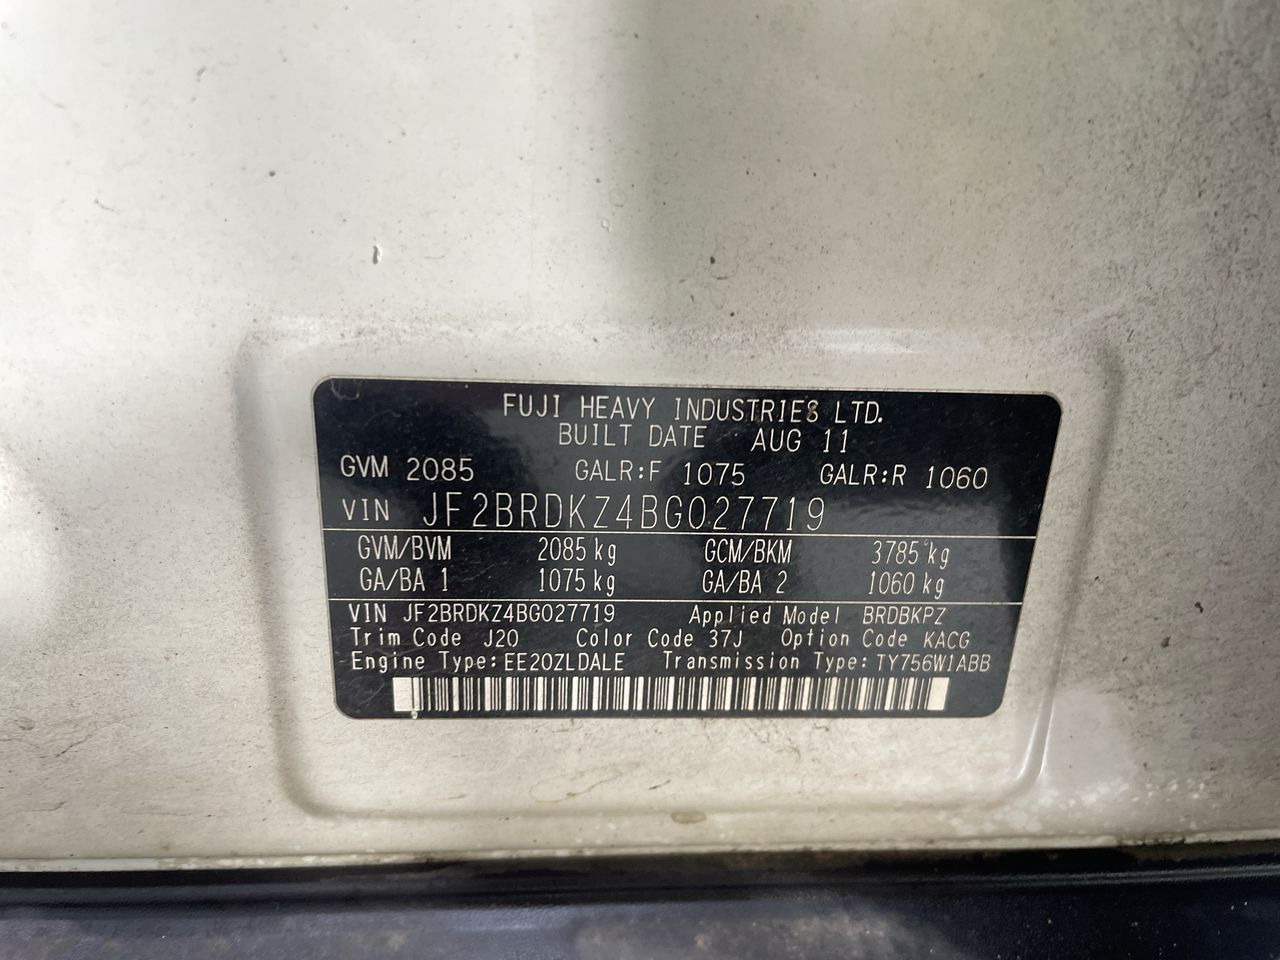 FUJI HEAVY INDUSTRIES LTD.
BUILT DATE AUG 11
GVM 2085 GALR:F 1075 GALR:R 1060
VIN JF2BRDKZ4BG027719
GVM/BVM 2085 kg GCM/BKM 3785 kg
GA/BA 1 1075 kg GA/BA 2 1060 kg
VIN JF2BRDKZ4BG027719 Applied Model BRDBKPZ
Trim Code J20 Color Code 37J Option Code KACG
Engine Type: EE20ZLDALE Transmission Type: TY756W1ABB